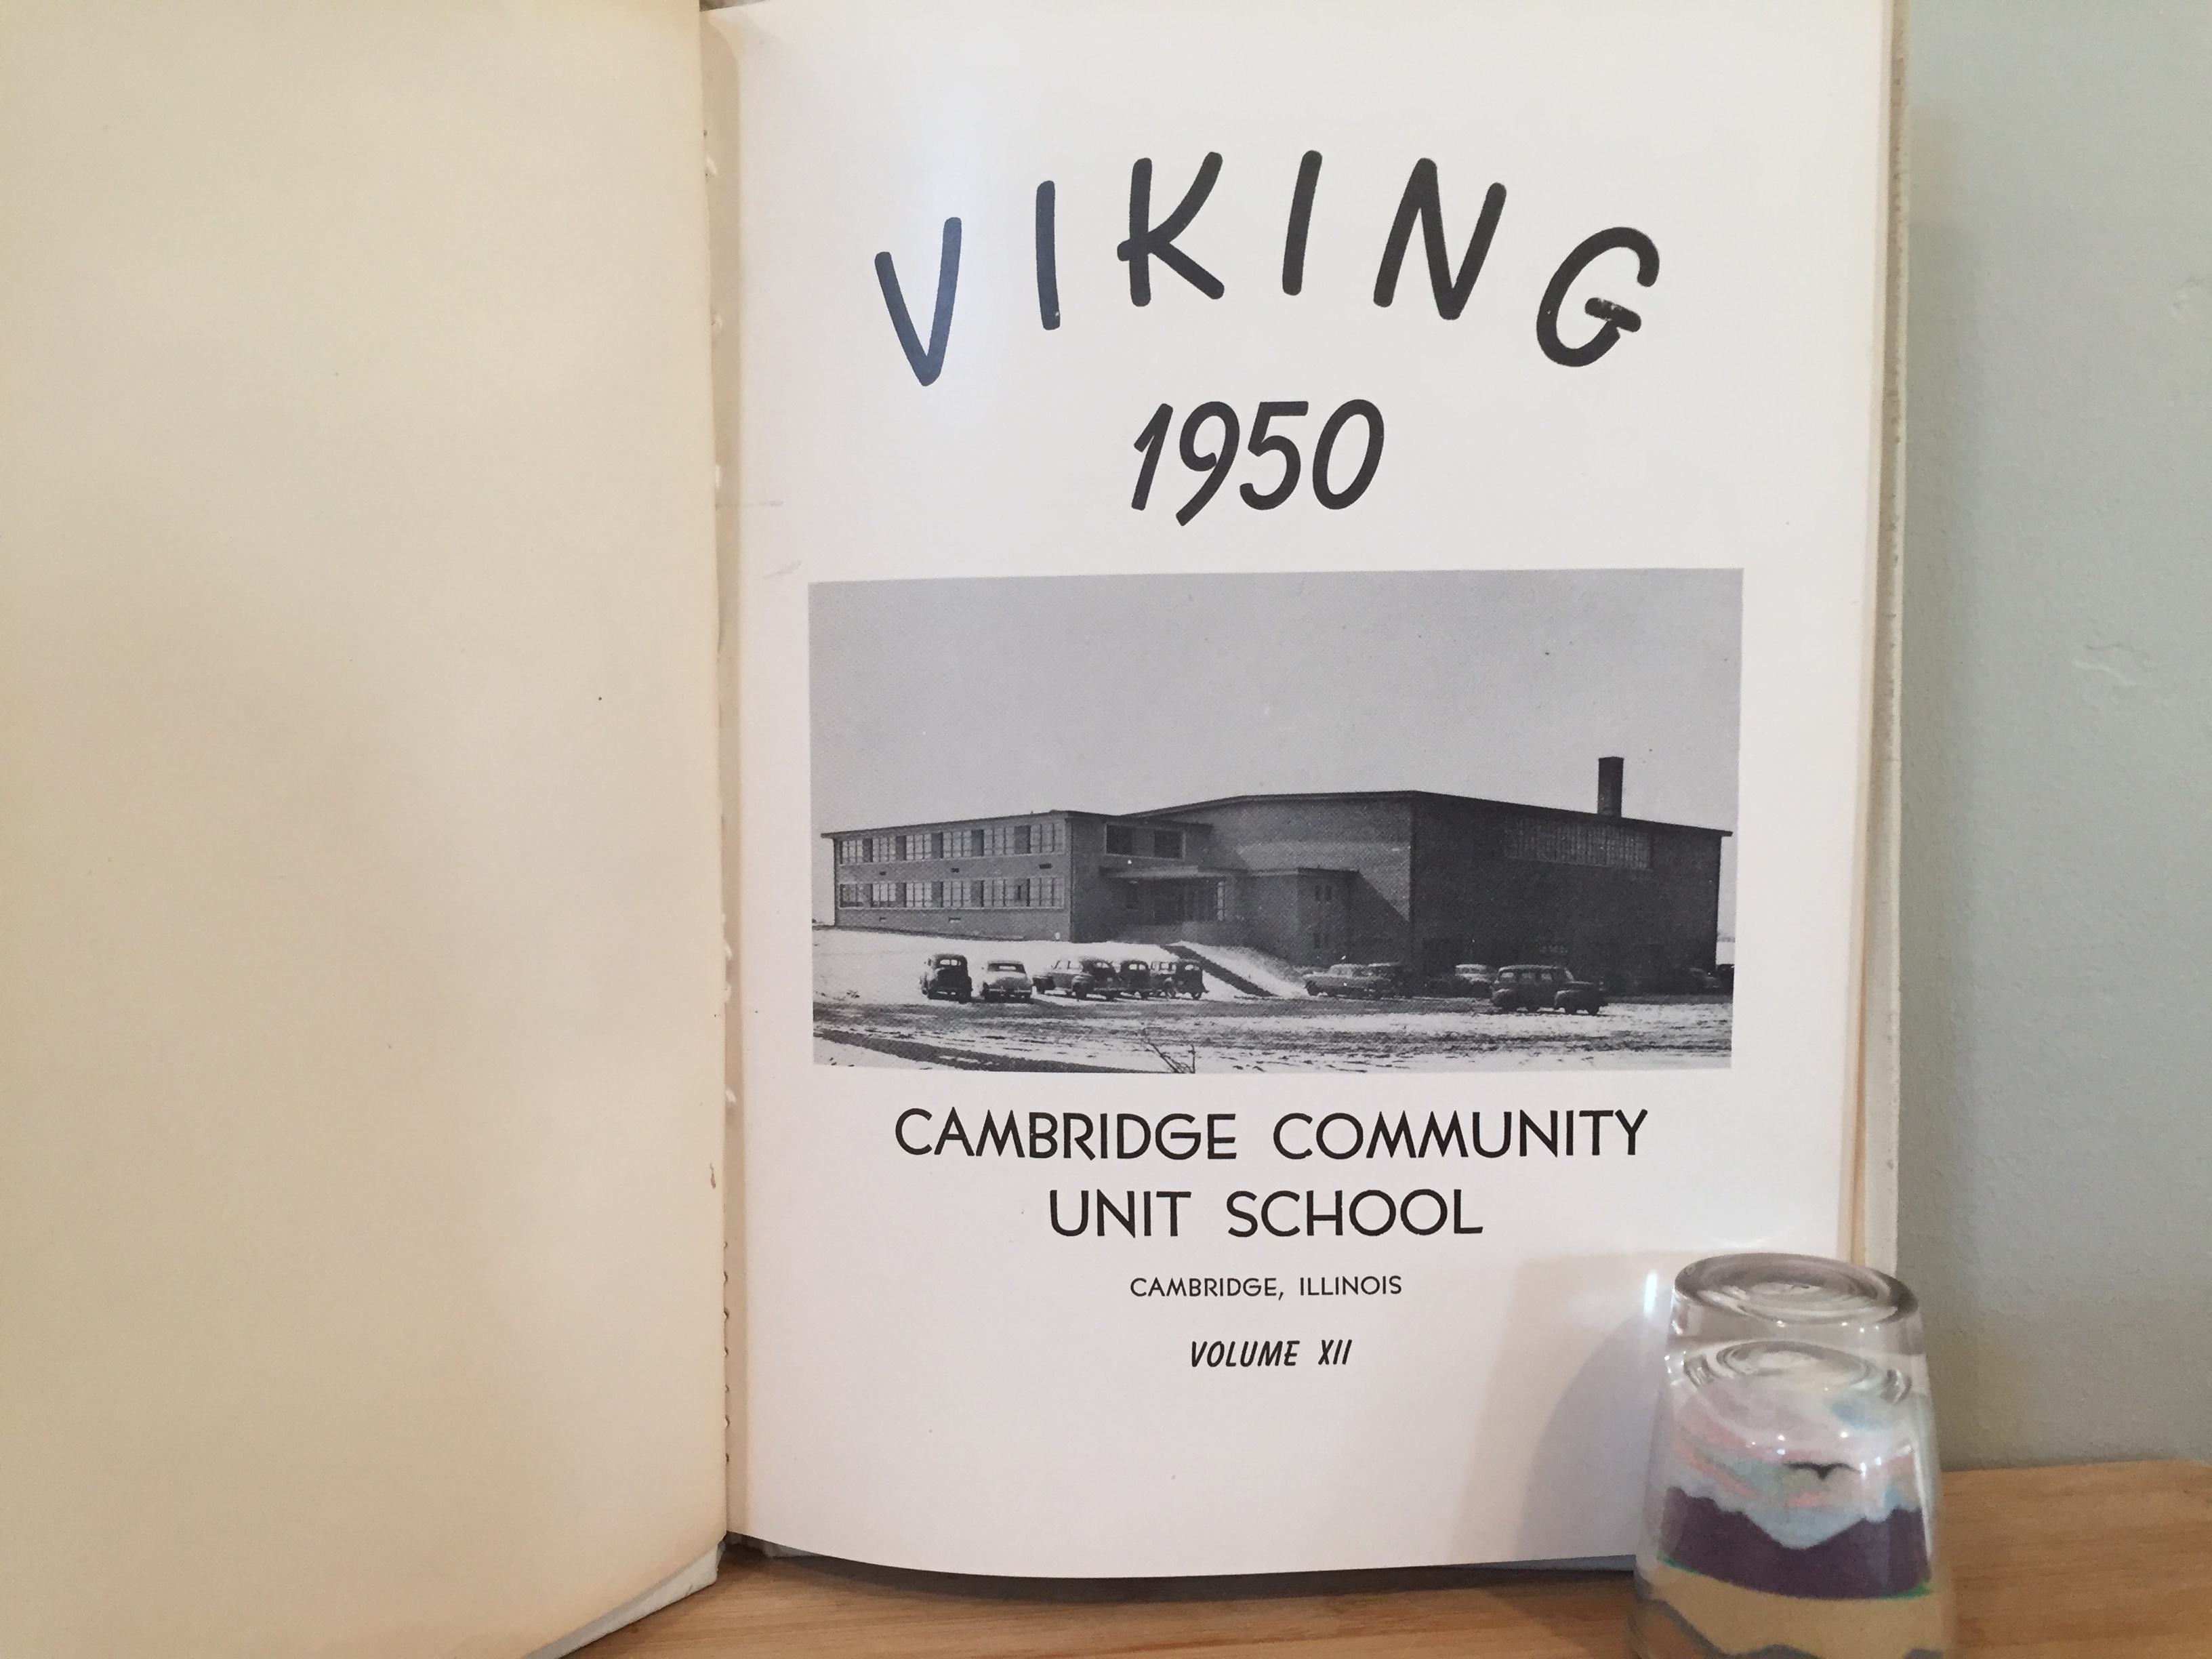 VIKING
1950
CAMBRIDGE COMMUNITY
UNIT SCHOOL
CAMBRIDGE, ILLINOIS
VOLUME XII